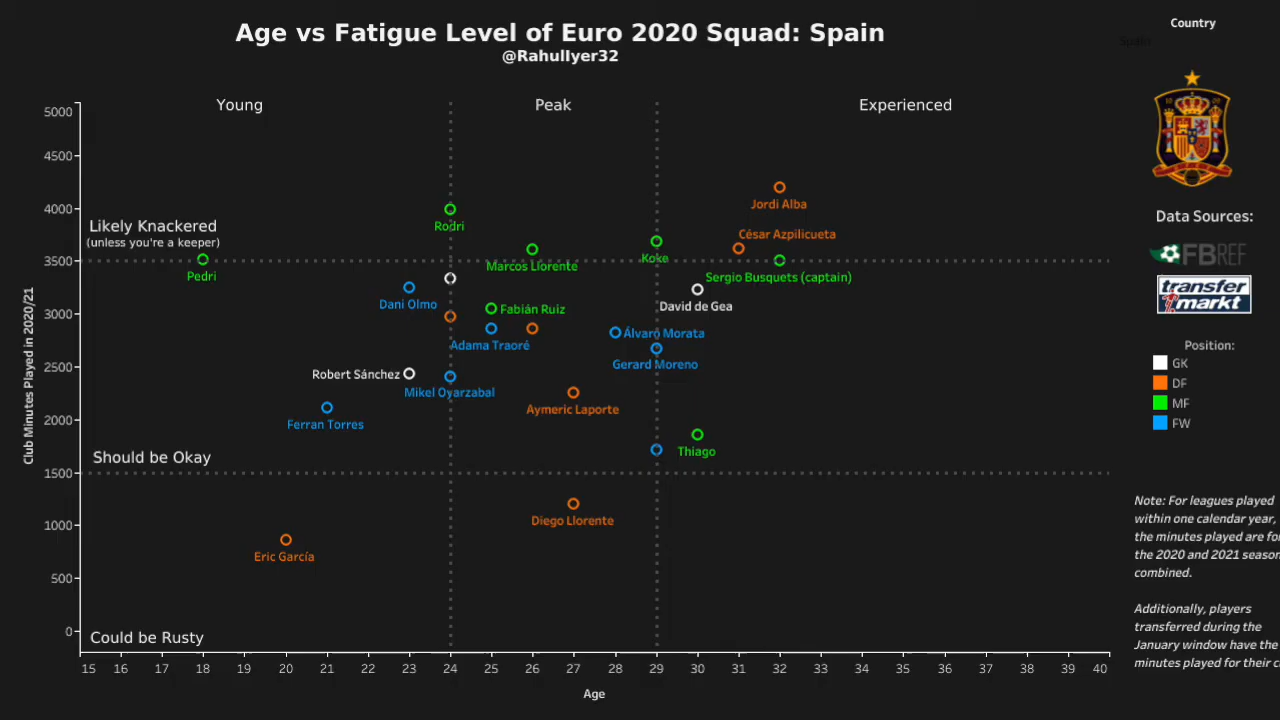 Age vs Fatigue Level of Euro 2020 Squad: Spain
@RahulIyer32
Country
Spain
Young
Peak
Experienced
5000
4500
4000
3500
3000
2500
2000
1500
1000
500
0
Club Minutes Played in 2020/21
Likely Knackered
(unless you're a keeper)
Should be Okay
Could be Rusty
Jordi Alba
Rodri
César Azpilicueta
Koke
Marcos Llorente
Pedri
Sergio Busquets (captain)
Dani Olmo
David de Gea
Fabián Ruiz
Álvaro Morata
Adama Traoré
Gerard Moreno
Robert Sánchez
Mikel Oyarzabal
Aymeric Laporte
Ferran Torres
Thiago
Diego Llorente
Eric García
15 16 17 18 19 20 21 22 23 24 25 26 27 28 29 30 31 32 33 34 35 36 37 38 39 40
Age
Data Sources:
FBREF
transfer
markt
Position:
GK
DF
MF
FW
Note: For leagues played
within one calendar year,
the minutes played are for
the 2020 and 2021 season
combined.
Additionally, players
transferred during the
January window have the
minutes played for their